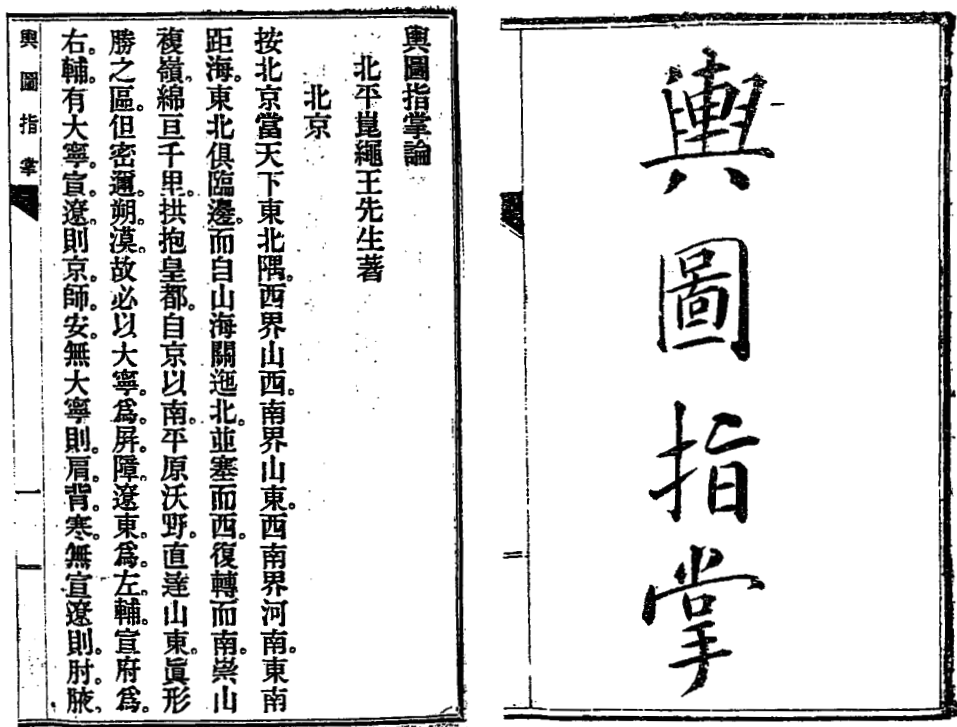 輿圖指掌
輿圖指掌論
北平崑繩王先生著
北京
按北京當天下東北隅。西界山西。南界山東。西南界河南。東南
距海。東北俱臨邊。而自山海關迤北。並塞而西。復轉而南。崇山
複嶺。綿亘千里。拱抱皇都。自京以南。平原沃野。直達山東。眞形
勝之區。但密邇。朔漠。故必以大寧。爲屏障。遼東。爲左輔。宣府爲。
右輔。有大寧。宣遼。則京師。安。無大寧則。肩背。寒。無宣遼則。肘腋、
輿圖指掌
一